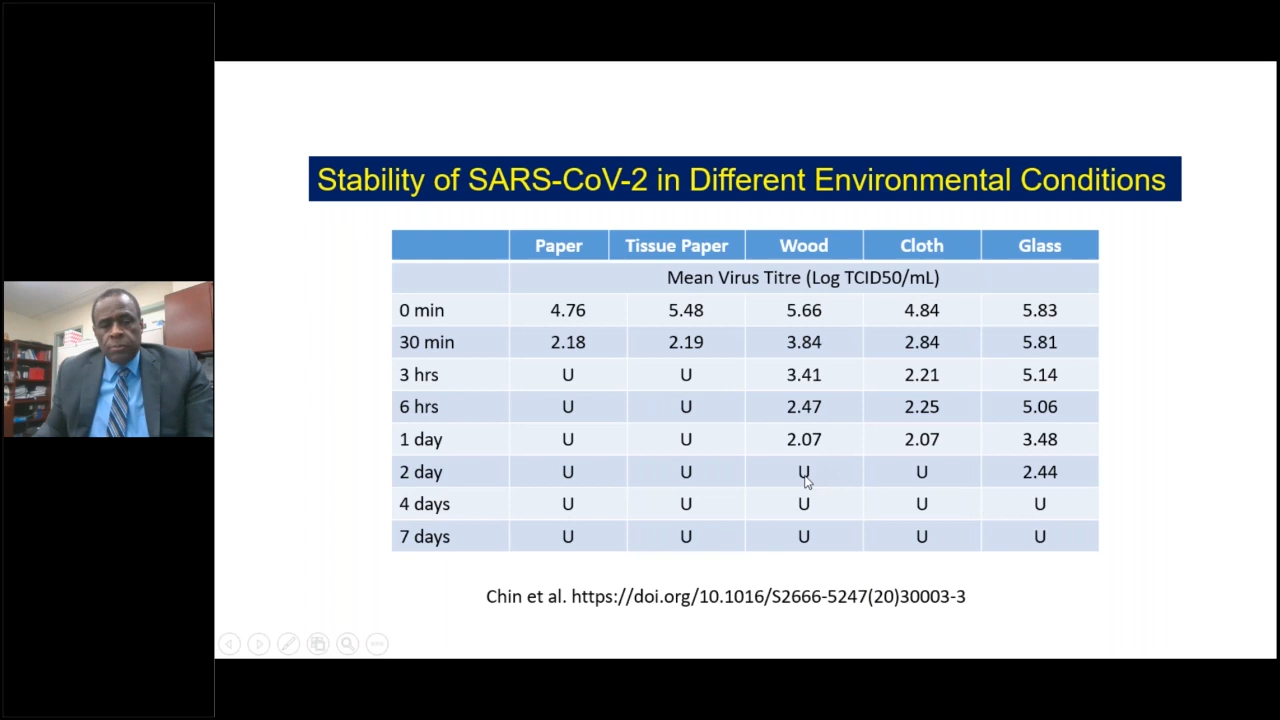 Stability of SARS-CoV-2 in Different Environmental Conditions
Paper Tissue Paper Wood Cloth Glass
Mean Virus Titre (Log TCID50/mL)
0 min 4.76 5.48 5.66 4.84 5.83
30 min 2.18 2.19 3.84 2.84 5.81
3 hrs U U 3.41 2.21 5.14
6 hrs U U 2.47 2.25 5.06
1 day U U 2.07 2.07 3.48
2 day U U U U 2.44
4 days U U U U U
7 days U U U U U
Chin et al. https://doi.org/10.1016/S2666-5247(20)30003-3